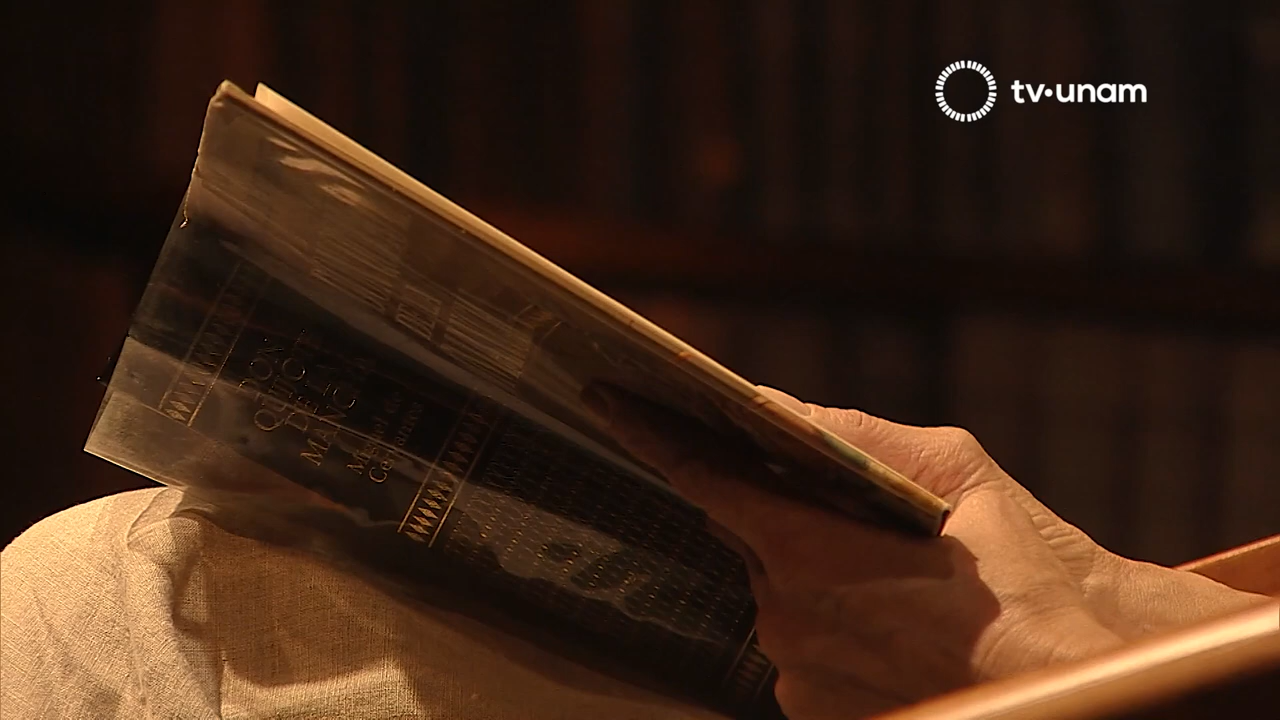 tv·unam
DON
QUIJOTE
DE LA
MANCHA
Miguel de
Cervantes